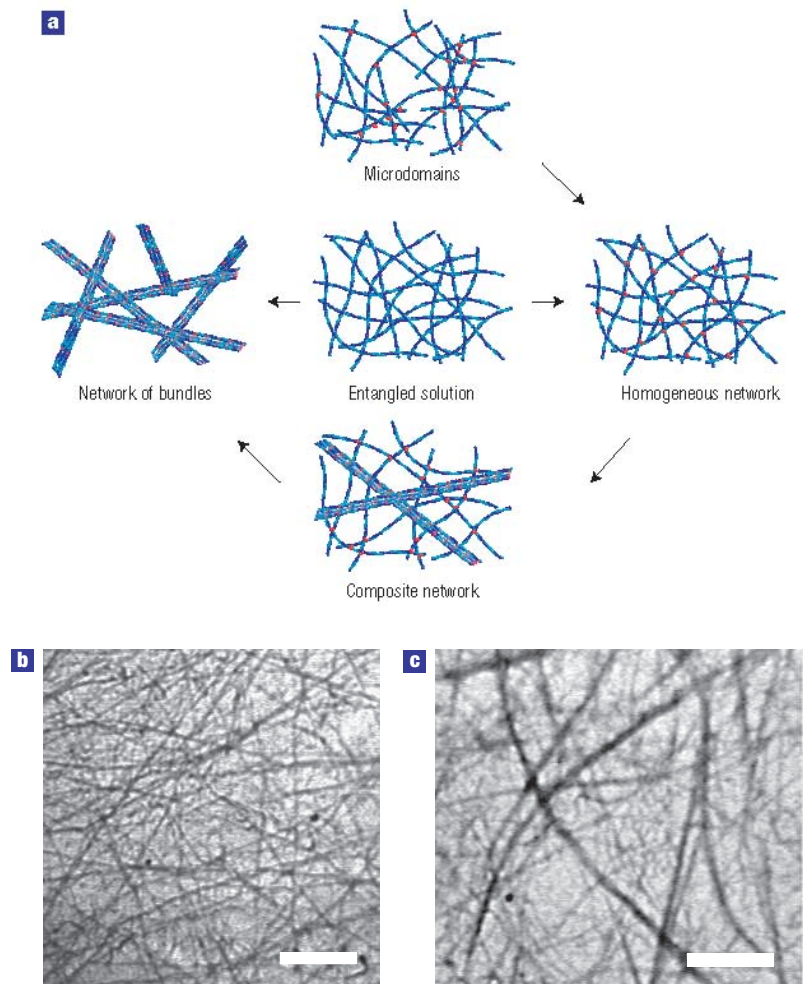 a
Microdomains
Network of bundles
Entangled solution
Homogeneous network
Composite network
b
c